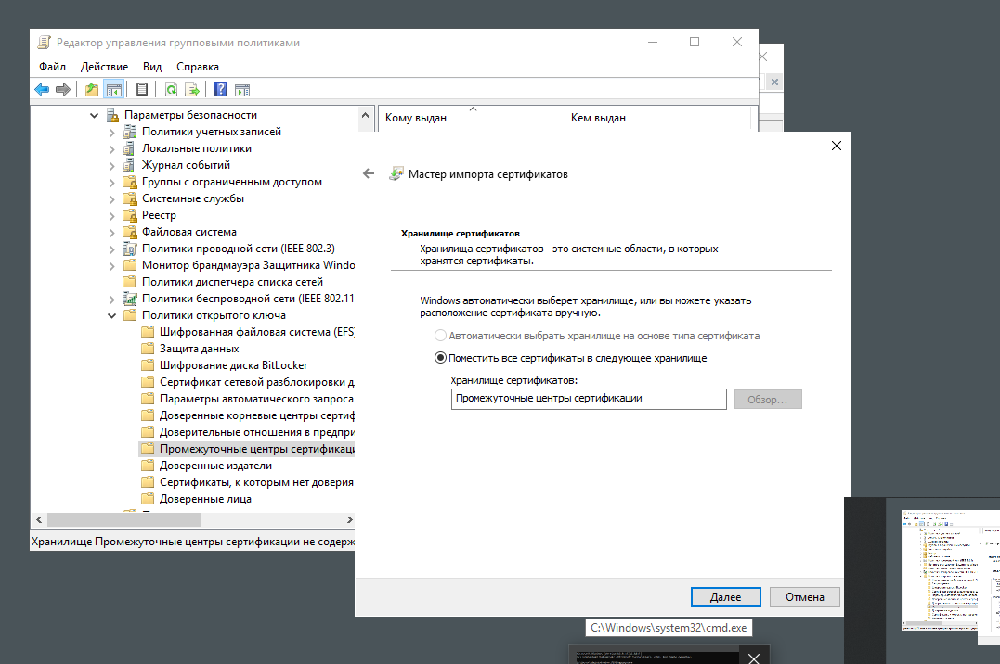 Редактор управления групповыми политиками
Файл Действие Вид Справка
Параметры безопасности
Политики учетных записей
Локальные политики
Журнал событий
Группы с ограниченным доступом
Системные службы
Реестр
Файловая система
Политики проводной сети (IEEE 802.3)
Монитор брандмауэра Защитника Windo
Политики диспетчера списка сетей
Политики беспроводной сети (IEEE 802.11
Политики открытого ключа
Шифрованная файловая система (EFS
Защита данных
Шифрование диска BitLocker
Сертификат сетевой разблокировки д
Параметры автоматического запроса
Доверенные корневые центры сертиф
Доверительные отношения в предпри
Промежуточные центры сертификаци
Доверенные издатели
Сертификаты, к которым нет доверия
Доверенные лица
Хранилище Промежуточные центры сертификации не содерж
Кому выдан Кем выдан
Мастер импорта сертификатов
Хранилище сертификатов
Хранилища сертификатов - это системные области, в которых
хранятся сертификаты.
Windows автоматически выберет хранилище, или вы можете указать
расположение сертификата вручную.
Автоматически выбрать хранилище на основе типа сертификата
Поместить все сертификаты в следующее хранилище
Хранилище сертификатов:
Промежуточные центры сертификации
Обзор...
Далее Отмена
C:\Windows\system32\cmd.exe